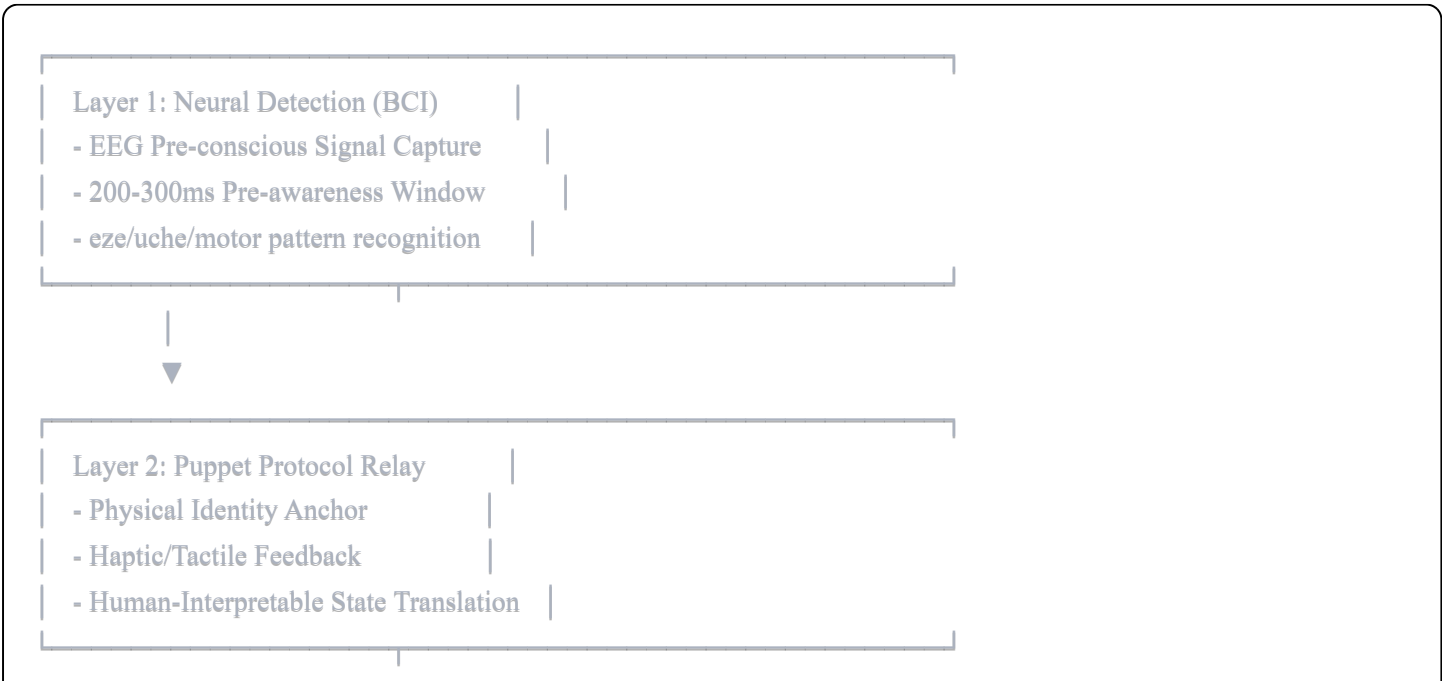 Layer 1: Neural Detection (BCI)
- EEG Pre-conscious Signal Capture
- 200-300ms Pre-awareness Window
- eze/uche/motor pattern recognition
Layer 2: Puppet Protocol Relay
- Physical Identity Anchor
- Haptic/Tactile Feedback
- Human-Interpretable State Translation